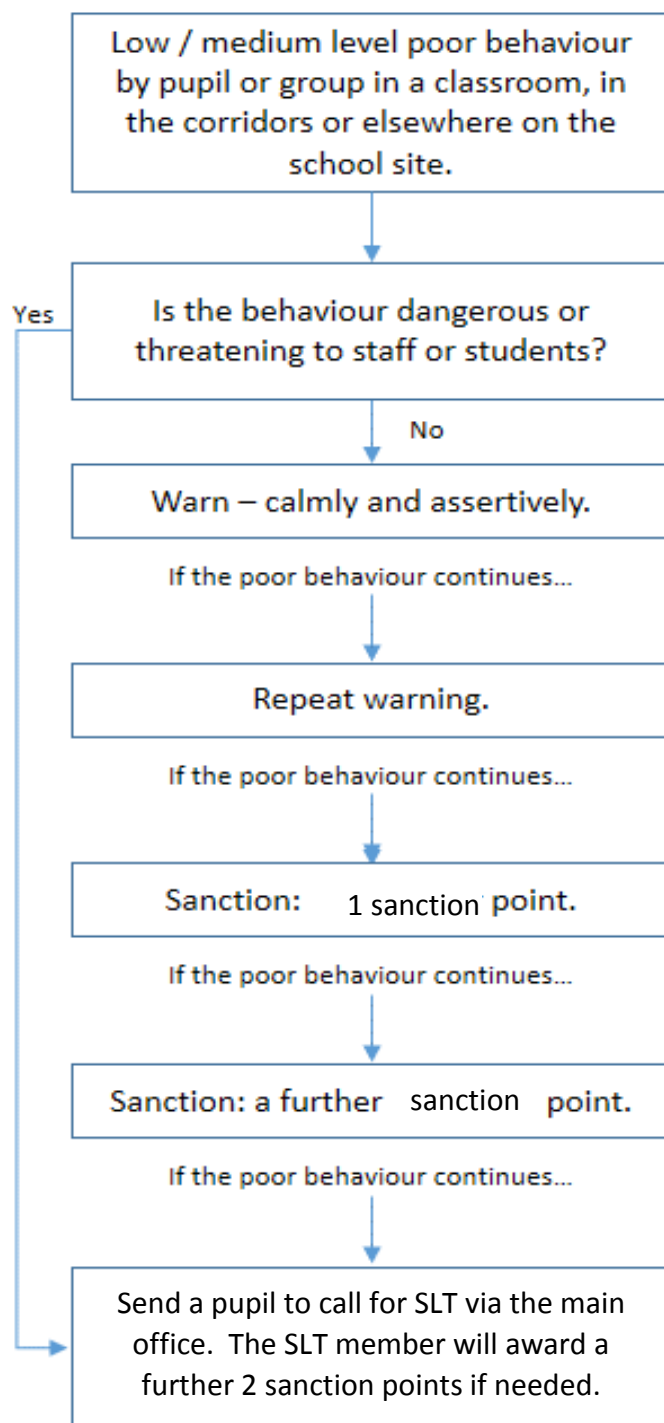 Low / medium level poor behaviour
by pupil or group in a classroom, in
the corridors or elsewhere on the
school site.
Yes
Is the behaviour dangerous or
threatening to staff or students?
No
Warn – calmly and assertively.
If the poor behaviour continues...
Repeat warning.
If the poor behaviour continues...
Sanction: 1 sanction point.
If the poor behaviour continues...
Sanction: a further sanction point.
If the poor behaviour continues...
Send a pupil to call for SLT via the main
office. The SLT member will award a
further 2 sanction points if needed.